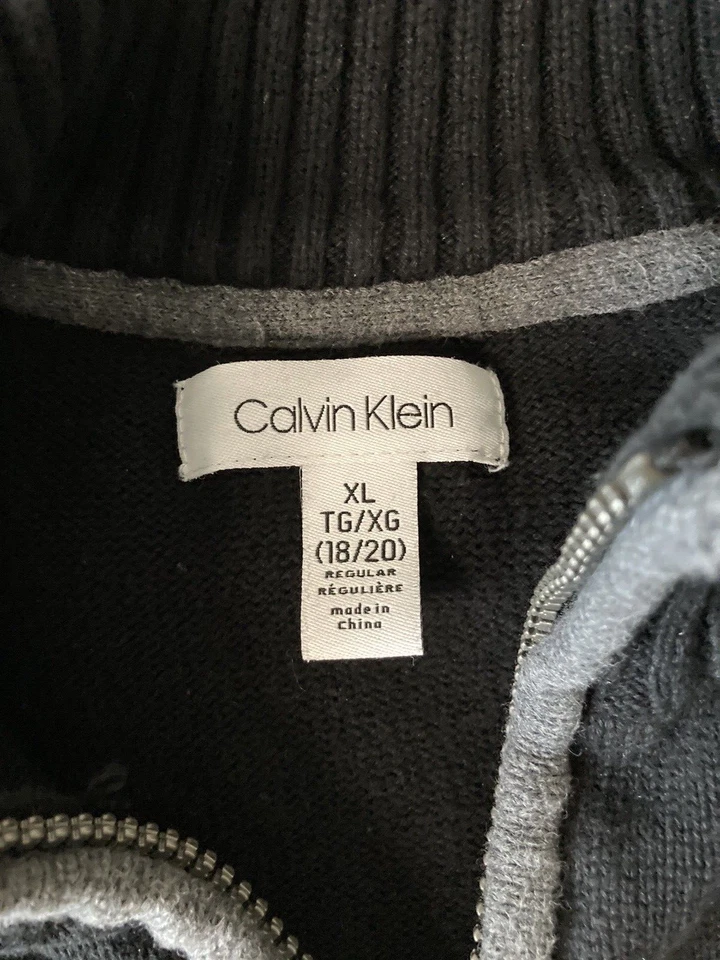 Calvin Klein
XL
TG/XG
(18/20)
REGULAR
RÉGULIÈRE
made in
China